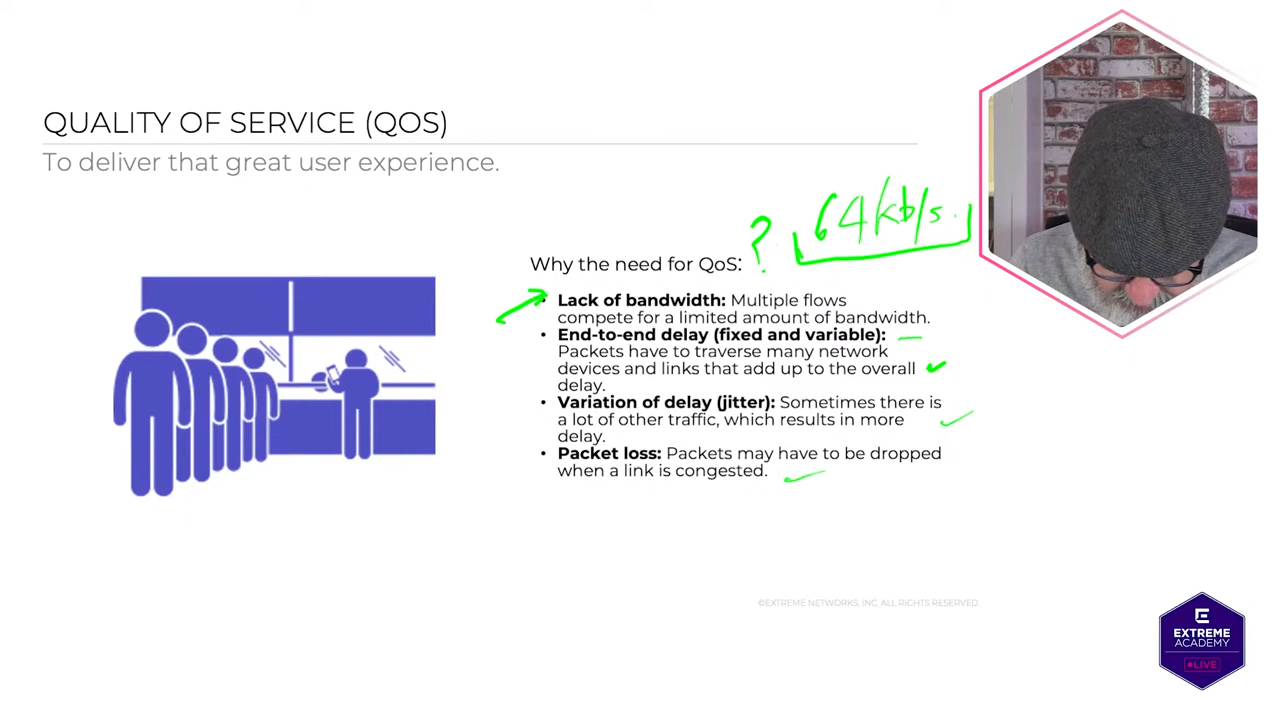 QUALITY OF SERVICE (QOS)
To deliver that great user experience.
? 64kb/s.
Why the need for QoS:
• Lack of bandwidth: Multiple flows
compete for a limited amount of bandwidth.
• End-to-end delay (fixed and variable):
Packets have to traverse many network
devices and links that add up to the overall
delay.
• Variation of delay (jitter): Sometimes there is
a lot of other traffic, which results in more
delay.
• Packet loss: Packets may have to be dropped
when a link is congested.
©EXTREME NETWORKS, INC. ALL RIGHTS RESERVED.
E
EXTREME
ACADEMY
LIVE